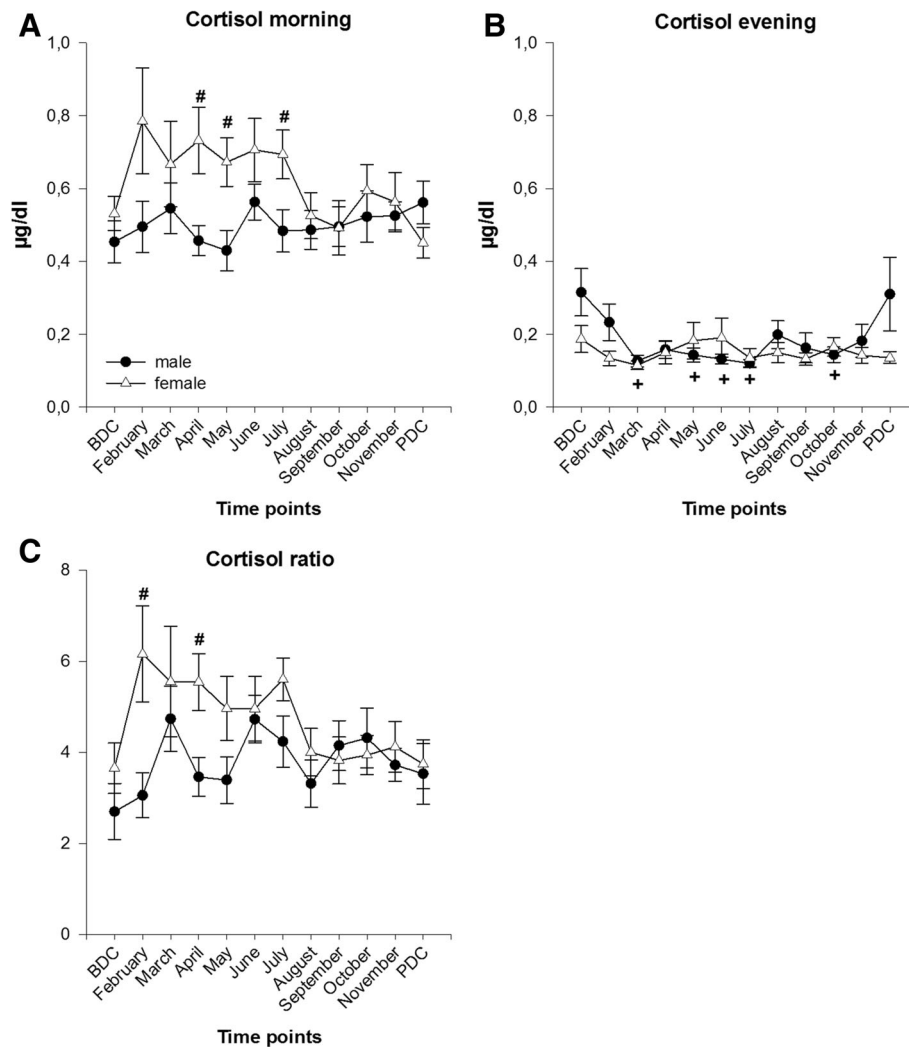 A
Cortisol morning
1,0
0,8
0,6
0,4
0,2
0,0
µg/dl
#
#
#
male
female
BDC
February
March
April
May
June
July
August
September
October
November
PDC
Time points
B
Cortisol evening
1,0
0,8
0,6
0,4
0,2
0,0
µg/dl
+
+
+
+
+
BDC
February
March
April
May
June
July
August
September
October
November
PDC
Time points
C
Cortisol ratio
8
6
4
2
0
#
#
BDC
February
March
April
May
June
July
August
September
October
November
PDC
Time points